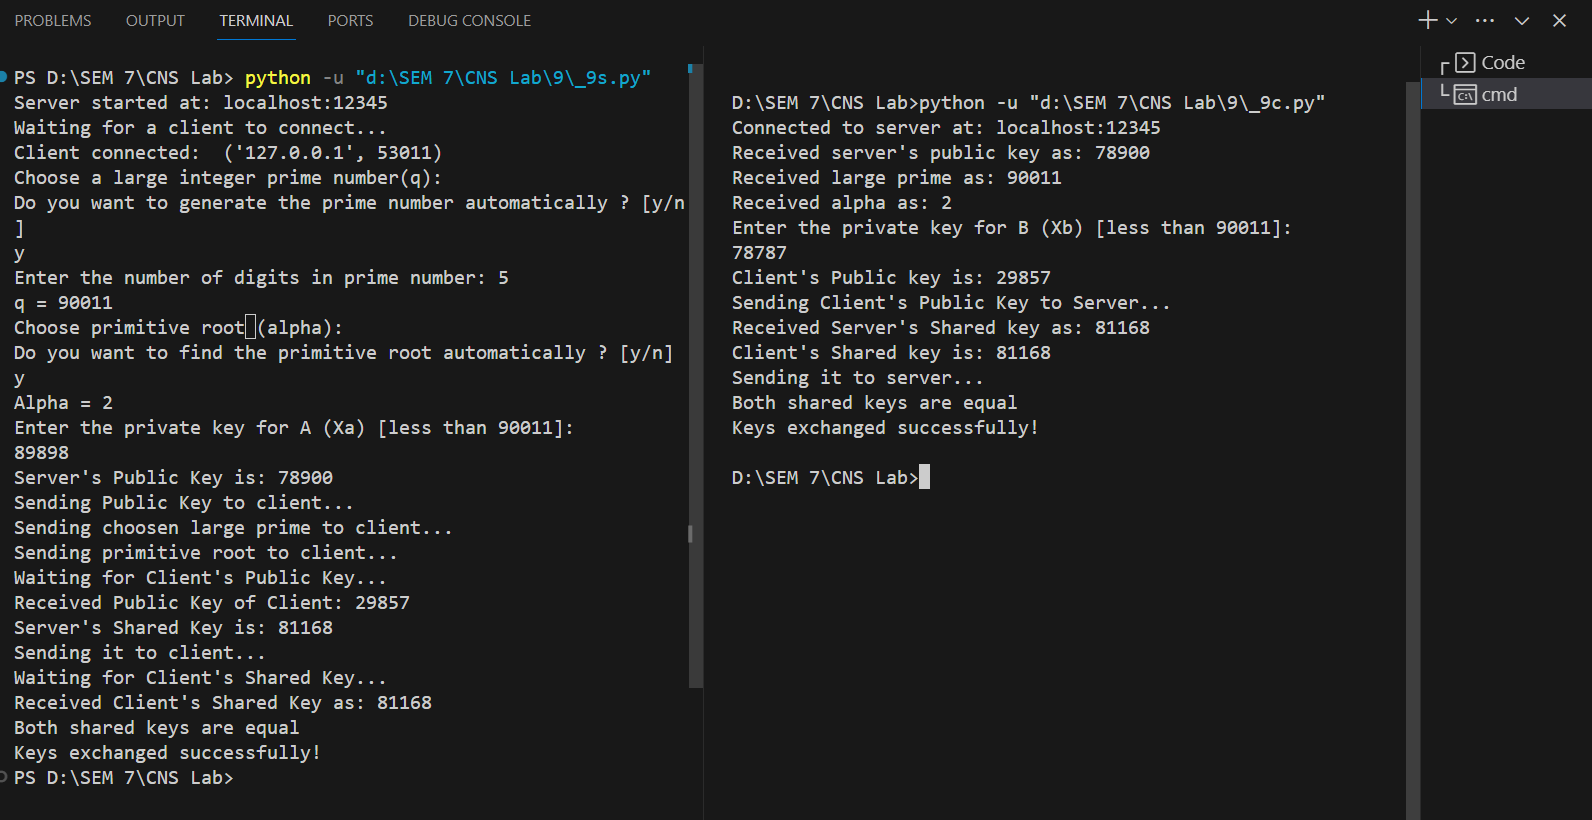 PROBLEMS OUTPUT TERMINAL PORTS DEBUG CONSOLE
PS D:\SEM 7\CNS Lab> python -u "d:\SEM 7\CNS Lab\9\_9s.py"
Server started at: localhost:12345
Waiting for a client to connect...
Client connected:  ('127.0.0.1', 53011)
Choose a large integer prime number(q):
Do you want to generate the prime number automatically ? [y/n
]
y
Enter the number of digits in prime number: 5
q = 90011
Choose primitive root (alpha):
Do you want to find the primitive root automatically ? [y/n]
y
Alpha = 2
Enter the private key for A (Xa) [less than 90011]:
89898
Server's Public Key is: 78900
Sending Public Key to client...
Sending choosen large prime to client...
Sending primitive root to client...
Waiting for Client's Public Key...
Received Public Key of Client: 29857
Server's Shared Key is: 81168
Sending it to client...
Waiting for Client's Shared Key...
Received Client's Shared Key as: 81168
Both shared keys are equal
Keys exchanged successfully!
PS D:\SEM 7\CNS Lab>
D:\SEM 7\CNS Lab>python -u "d:\SEM 7\CNS Lab\9\_9c.py"
Connected to server at: localhost:12345
Received server's public key as: 78900
Received large prime as: 90011
Received alpha as: 2
Enter the private key for B (Xb) [less than 90011]:
78787
Client's Public key is: 29857
Sending Client's Public Key to Server...
Received Server's Shared key as: 81168
Client's Shared key is: 81168
Sending it to server...
Both shared keys are equal
Keys exchanged successfully!
D:\SEM 7\CNS Lab>
Code
cmd